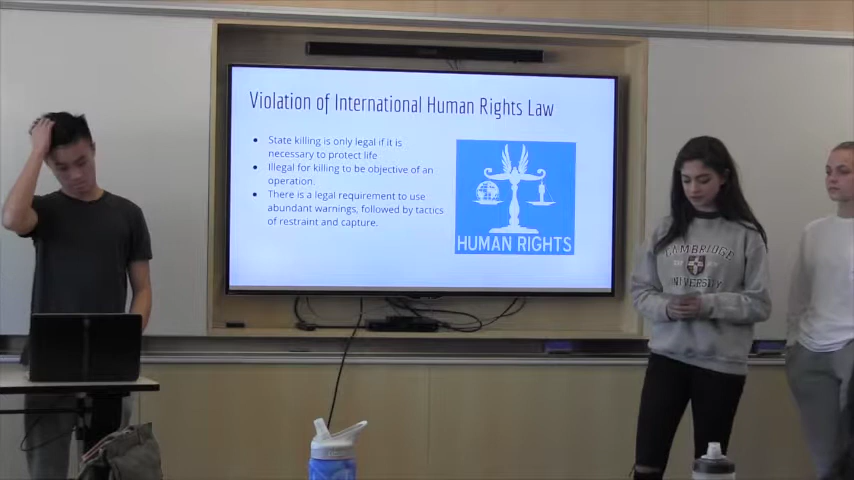 Violation of International Human Rights Law
● State killing is only legal if it is
necessary to protect life
● Illegal for killing to be objective of an
operation.
● There is a legal requirement to use
abundant warnings, followed by tactics
of restraint and capture.
HUMAN RIGHTS
CAMBRIDGE
UNIVERSITY